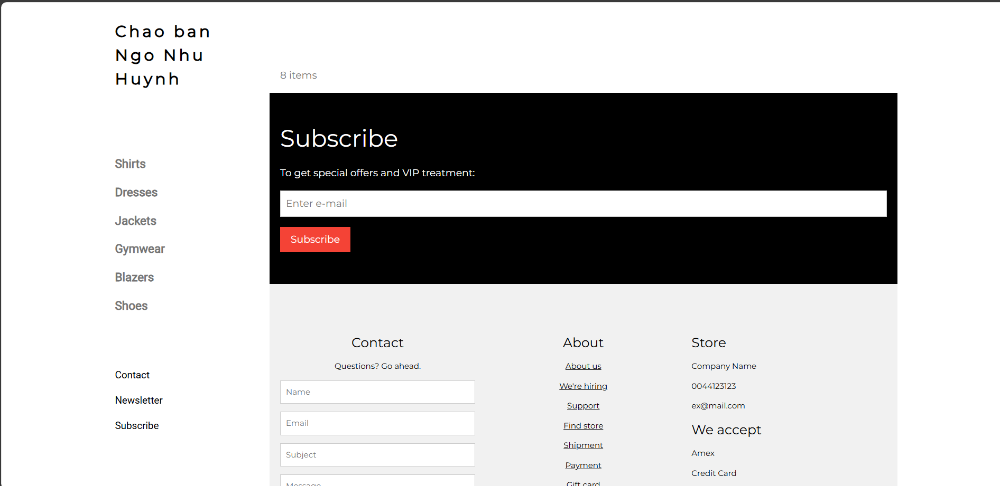 Chao ban
Ngo Nhu
Huynh
Shirts
Dresses
Jackets
Gymwear
Blazers
Shoes
Contact
Newsletter
Subscribe
8 items
Subscribe
To get special offers and VIP treatment:
Enter e-mail
Subscribe
Contact
Questions? Go ahead.
Name
Email
Subject
Message
About
About us
We're hiring
Support
Find store
Shipment
Payment
Gift card
Store
Company Name
0044123123
ex@mail.com
We accept
Amex
Credit Card